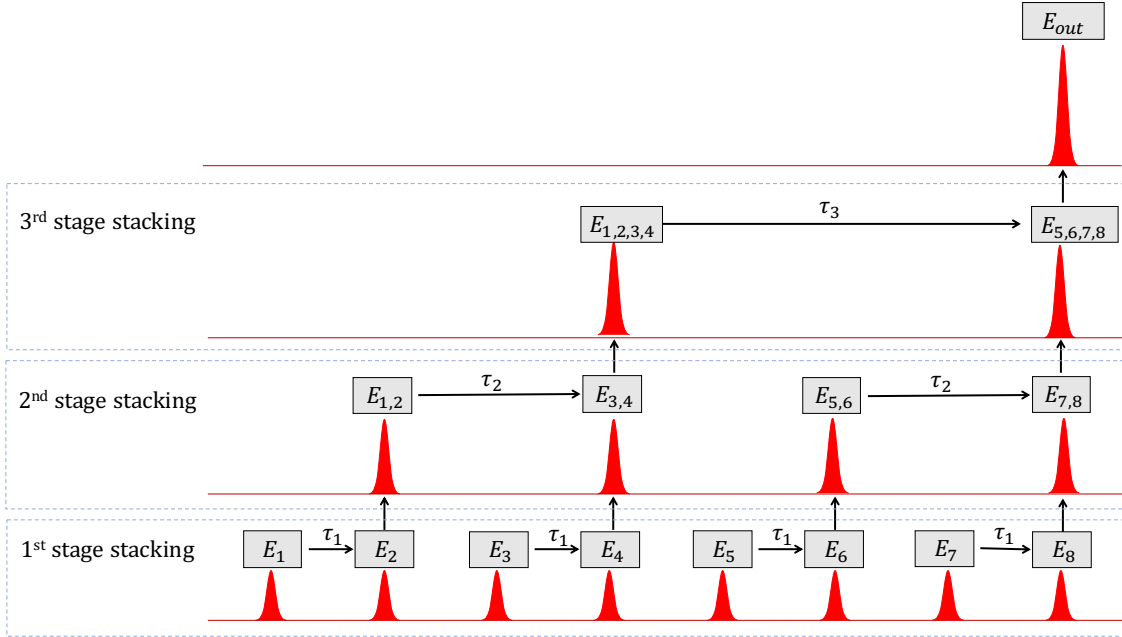 E_out
3rd stage stacking
E_1,2,3,4
τ_3
E_5,6,7,8
2nd stage stacking
E_1,2
τ_2
E_3,4
E_5,6
τ_2
E_7,8
1st stage stacking
E_1
τ_1
E_2
E_3
τ_1
E_4
E_5
τ_1
E_6
E_7
τ_1
E_8